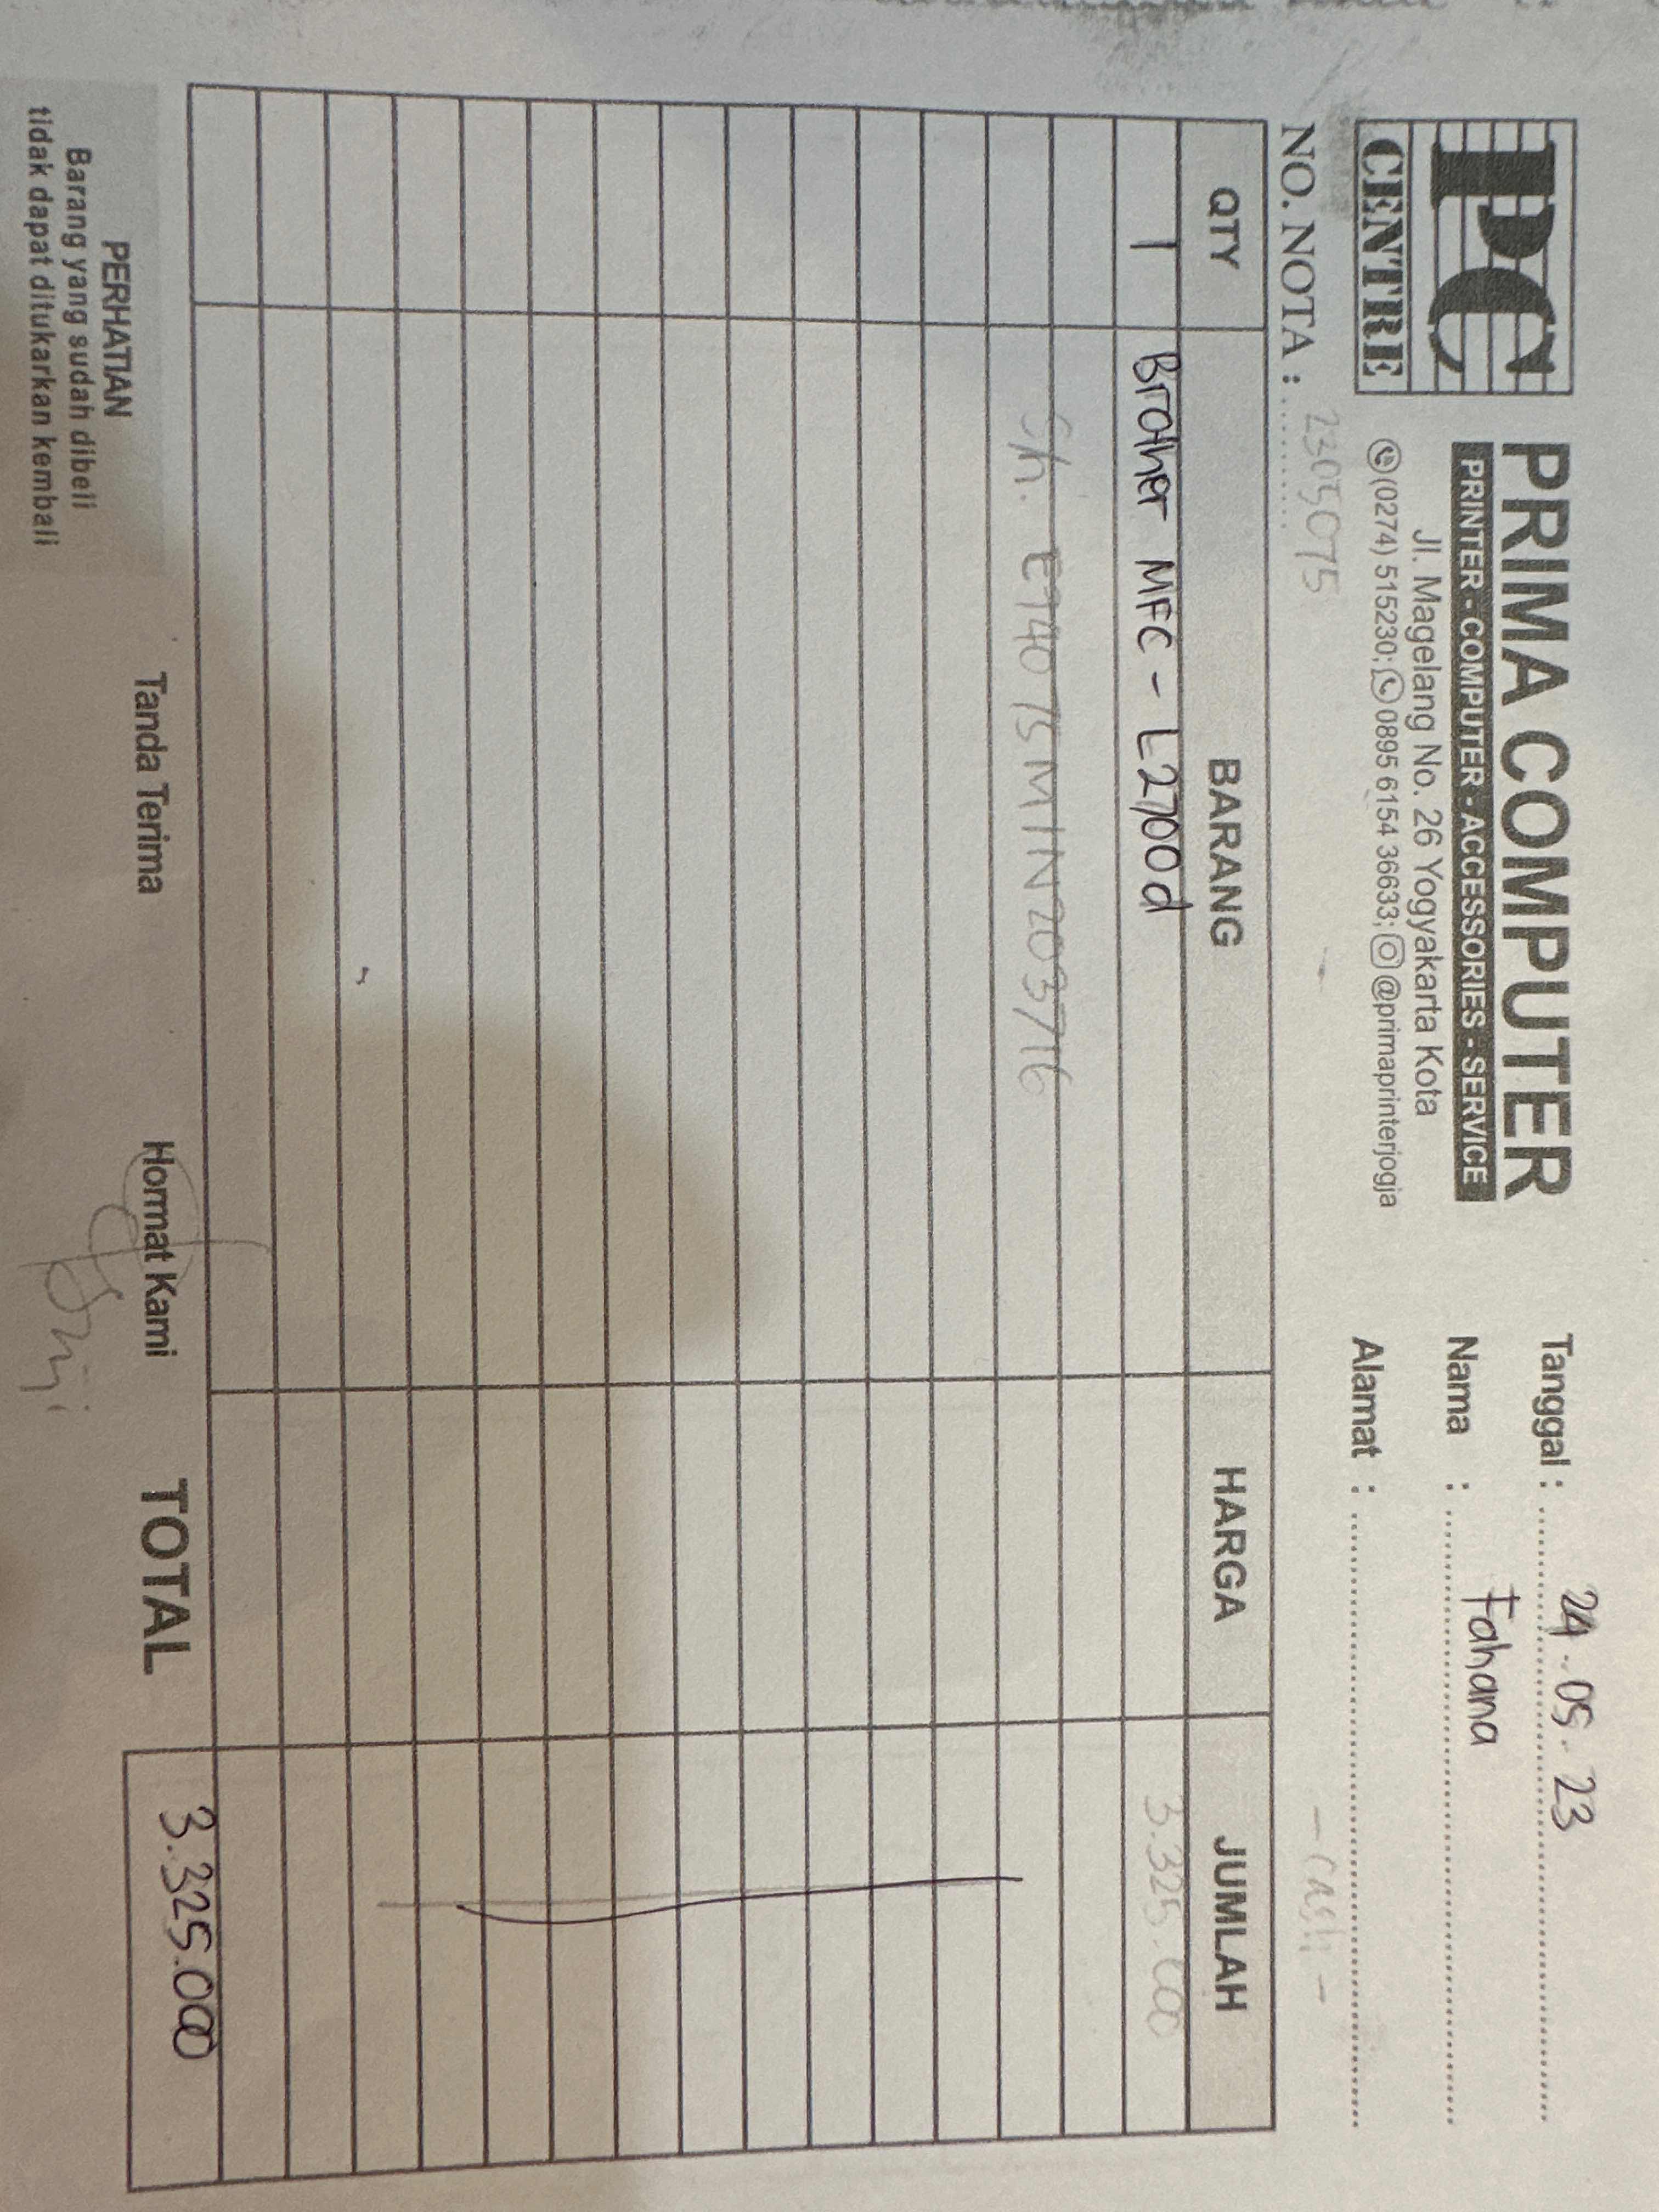 PC
CENTRE
PRIMA COMPUTER
PRINTER - COMPUTER - ACCESSORIES - SERVICE
Jl. Magelang No. 26 Yogyakarta Kota
(0274) 515230; 0895 6154 36633; @primaprinterjogja
Tanggal : 24-05-23
Nama : Fahana
Alamat :
NO. NOTA : 2305075
-cash-
QTY BARANG HARGA JUMLAH
1 Brother MFC - L2700d 3.325.000
S/n. E74075M1N203716
PERHATIAN
Barang yang sudah dibeli
tidak dapat ditukarkan kembali
Tanda Terima
Hormat Kami
TOTAL 3.325.000